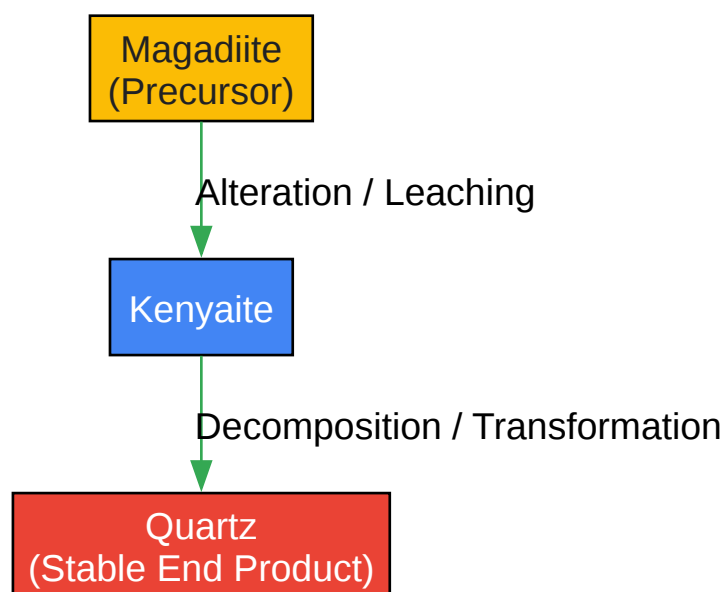 Magadiite
(Precursor)
Alteration / Leaching
Kenyaite
Decomposition / Transformation
Quartz
(Stable End Product)